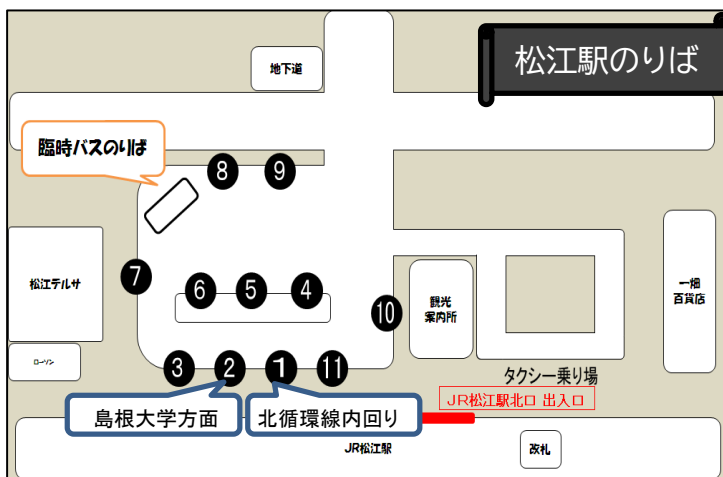 松江駅のりば
地下道
臨時バスのりば
8
9
7
6
5
4
10
松江テルサ
ローソン
観光
案内所
一畑
百貨店
3
2
1
11
タクシー乗り場
JR松江駅北口 出入口
島根大学方面
北循環線内回り
JR松江駅
改札